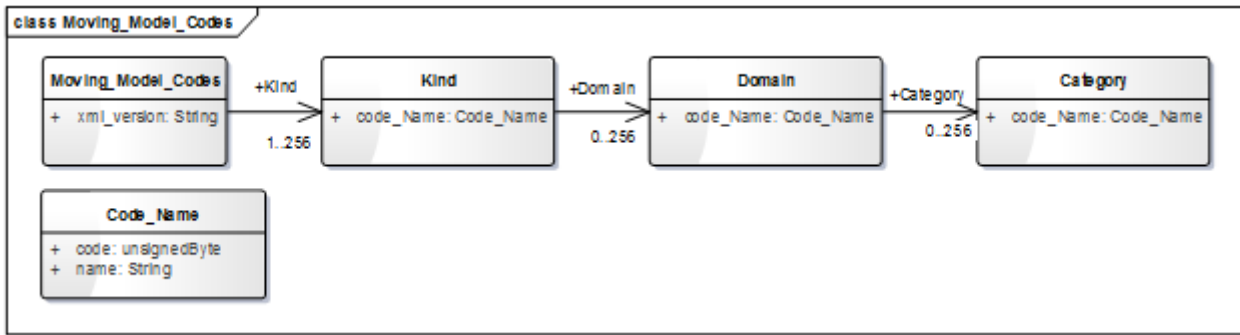 class Moving_Model_Codes
Moving_Model_Codes
+ xml_version: String
+Kind
1..256
Kind
+ code_Name: Code_Name
+Domain
0..256
Domain
+ code_Name: Code_Name
+Category
0..256
Category
+ code_Name: Code_Name
Code_Name
+ code: unsignedByte
+ name: String